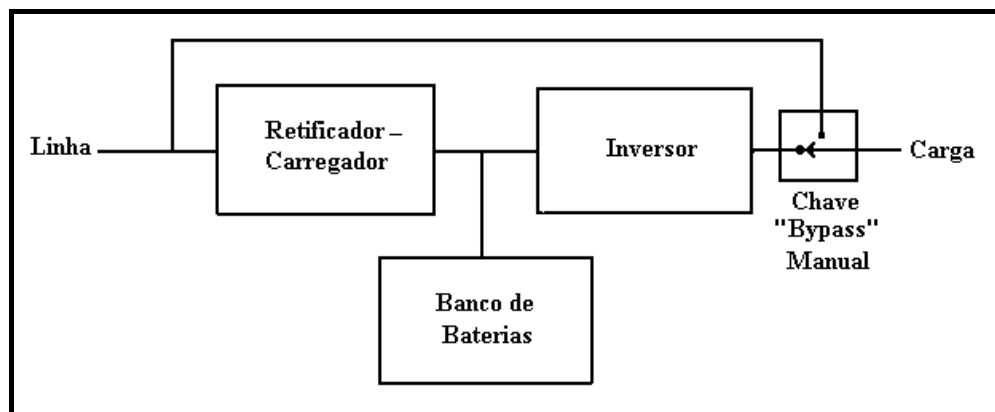 Linha
Retificador –
Carregador
Inversor
Carga
Chave
"Bypass"
Manual
Banco de
Baterias